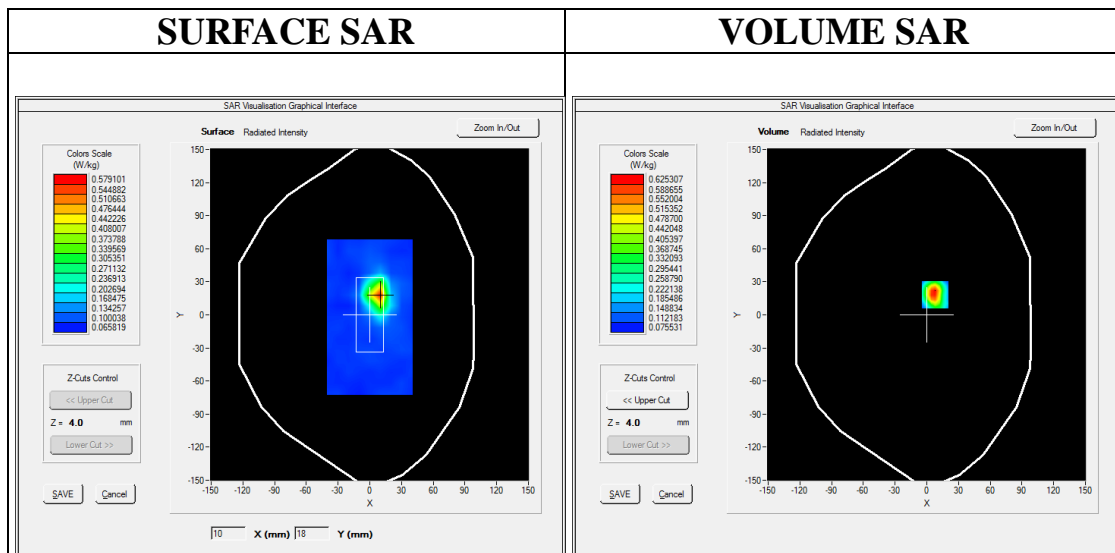 SURFACE SAR
VOLUME SAR
SAR Visualisation Graphical Interface
Surface Radiated Intensity
Zoom In/Out
Colors Scale
(W/kg)
0.579101
0.544882
0.510663
0.476444
0.442226
0.408007
0.373788
0.339569
0.305351
0.271132
0.236913
0.202694
0.168475
0.134257
0.100038
0.065819
Z-Cuts Control
<< Upper Cut
Z = 4.0 mm
Lower Cut >>
SAVE Cancel
150
120
90
60
30
0
-30
-60
-90
-120
-150
Y
-150 -120 -90 -60 -30 0 30 60 90 120 150
X
10 X (mm) 18 Y (mm)
SAR Visualisation Graphical Interface
Volume Radiated Intensity
Zoom In/Out
Colors Scale
(W/kg)
0.625307
0.588655
0.552004
0.515352
0.478700
0.442048
0.405397
0.368745
0.332093
0.295441
0.258790
0.222138
0.185486
0.148834
0.112183
0.075531
Z-Cuts Control
<< Upper Cut
Z = 4.0 mm
Lower Cut >>
SAVE Cancel
150
120
90
60
30
0
-30
-60
-90
-120
-150
Y
-150 -120 -90 -60 -30 0 30 60 90 120 150
X